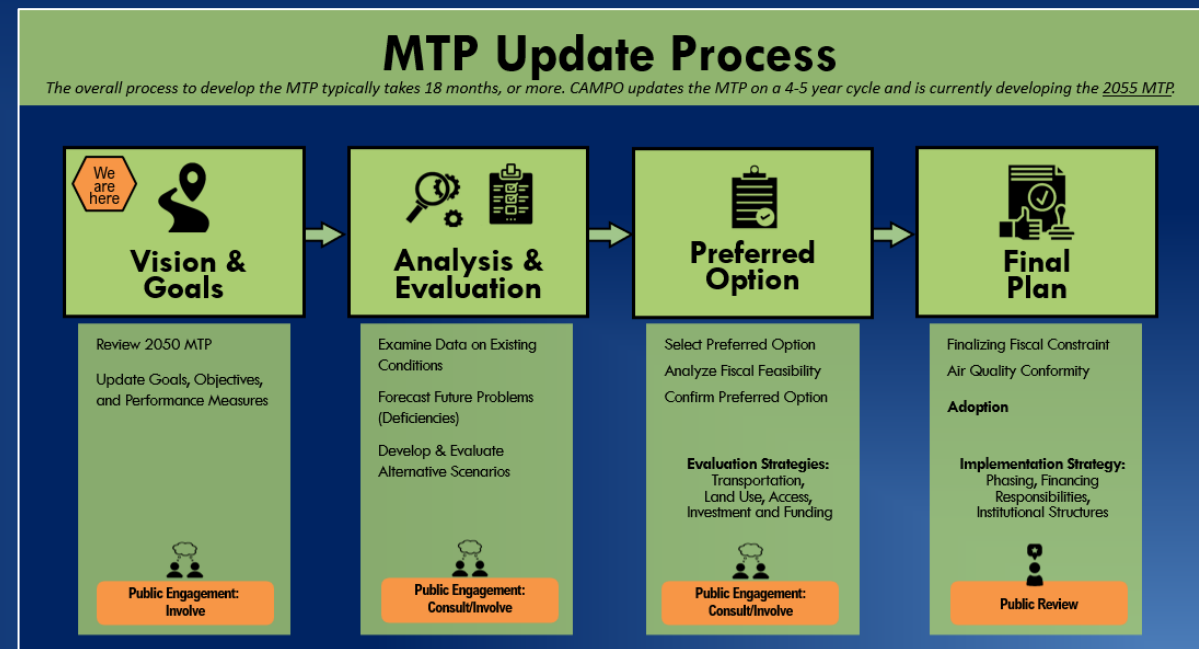 MTP Update Process
The overall process to develop the MTP typically takes 18 months, or more. CAMPO updates the MTP on a 4-5 year cycle and is currently developing the 2055 MTP.
We
are
here
Vision &
Goals
Review 2050 MTP
Update Goals, Objectives,
and Performance Measures
Public Engagement:
Involve
Analysis &
Evaluation
Examine Data on Existing
Conditions
Forecast Future Problems
(Deficiencies)
Develop & Evaluate
Alternative Scenarios
Public Engagement:
Consult/Involve
Preferred
Option
Select Preferred Option
Analyze Fiscal Feasibility
Confirm Preferred Option
Evaluation Strategies:
Transportation,
Land Use, Access,
Investment and Funding
Public Engagement:
Consult/Involve
Final
Plan
Finalizing Fiscal Constraint
Air Quality Conformity
Adoption
Implementation Strategy:
Phasing, Financing
Responsibilities,
Institutional Structures
Public Review